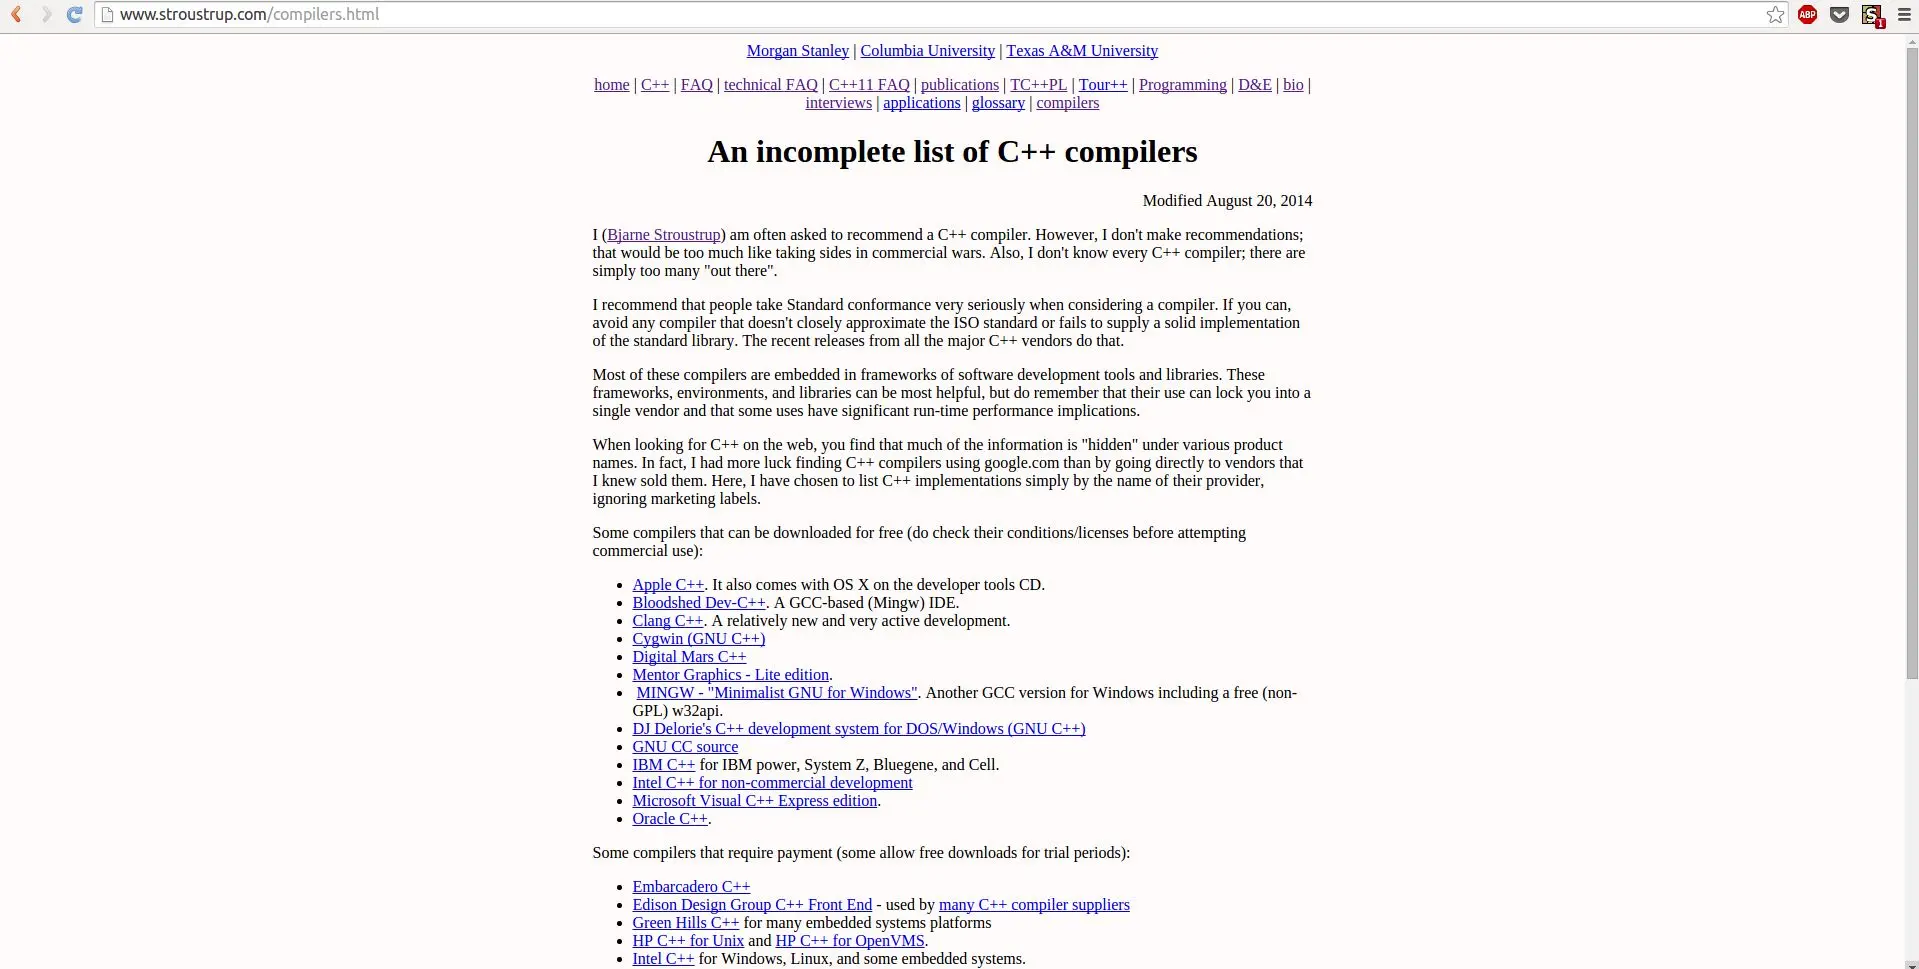 www.stroustrup.com/compilers.html
ABP
S
1
Morgan Stanley | Columbia University | Texas A&M University
home | C++ | FAQ | technical FAQ | C++11 FAQ | publications | TC++PL | Tour++ | Programming | D&E | bio |
interviews | applications | glossary | compilers
An incomplete list of C++ compilers
Modified August 20, 2014
I (Bjarne Stroustrup) am often asked to recommend a C++ compiler. However, I don't make recommendations;
that would be too much like taking sides in commercial wars. Also, I don't know every C++ compiler; there are
simply too many "out there".
I recommend that people take Standard conformance very seriously when considering a compiler. If you can,
avoid any compiler that doesn't closely approximate the ISO standard or fails to supply a solid implementation
of the standard library. The recent releases from all the major C++ vendors do that.
Most of these compilers are embedded in frameworks of software development tools and libraries. These
frameworks, environments, and libraries can be most helpful, but do remember that their use can lock you into a
single vendor and that some uses have significant run-time performance implications.
When looking for C++ on the web, you find that much of the information is "hidden" under various product
names. In fact, I had more luck finding C++ compilers using google.com than by going directly to vendors that
I knew sold them. Here, I have chosen to list C++ implementations simply by the name of their provider,
ignoring marketing labels.
Some compilers that can be downloaded for free (do check their conditions/licenses before attempting
commercial use):
• Apple C++. It also comes with OS X on the developer tools CD.
• Bloodshed Dev-C++. A GCC-based (Mingw) IDE.
• Clang C++. A relatively new and very active development.
• Cygwin (GNU C++)
• Digital Mars C++
• Mentor Graphics - Lite edition.
• MINGW - "Minimalist GNU for Windows". Another GCC version for Windows including a free (non-
GPL) w32api.
• DJ Delorie's C++ development system for DOS/Windows (GNU C++)
• GNU CC source
• IBM C++ for IBM power, System Z, Bluegene, and Cell.
• Intel C++ for non-commercial development
• Microsoft Visual C++ Express edition.
• Oracle C++.
Some compilers that require payment (some allow free downloads for trial periods):
• Embarcadero C++
• Edison Design Group C++ Front End - used by many C++ compiler suppliers
• Green Hills C++ for many embedded systems platforms
• HP C++ for Unix and HP C++ for OpenVMS.
• Intel C++ for Windows, Linux, and some embedded systems.